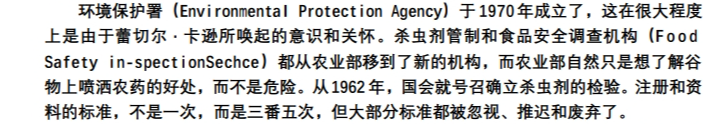 环境保护署（Environmental Protection Agency）于1970年成立了，这在很大程度
上是由于蕾切尔·卡逊所唤起的意识和关怀。杀虫剂管制和食品安全调查机构（Food
Safety in-spectionSechce）都从农业部移到了新的机构，而农业部自然只是想了解谷
物上喷洒农药的好处，而不是危险。从1962年，国会就号召确立杀虫剂的检验。注册和资
料的标准，不是一次，而是三番五次，但大部分标准都被忽视、推迟和废弃了。